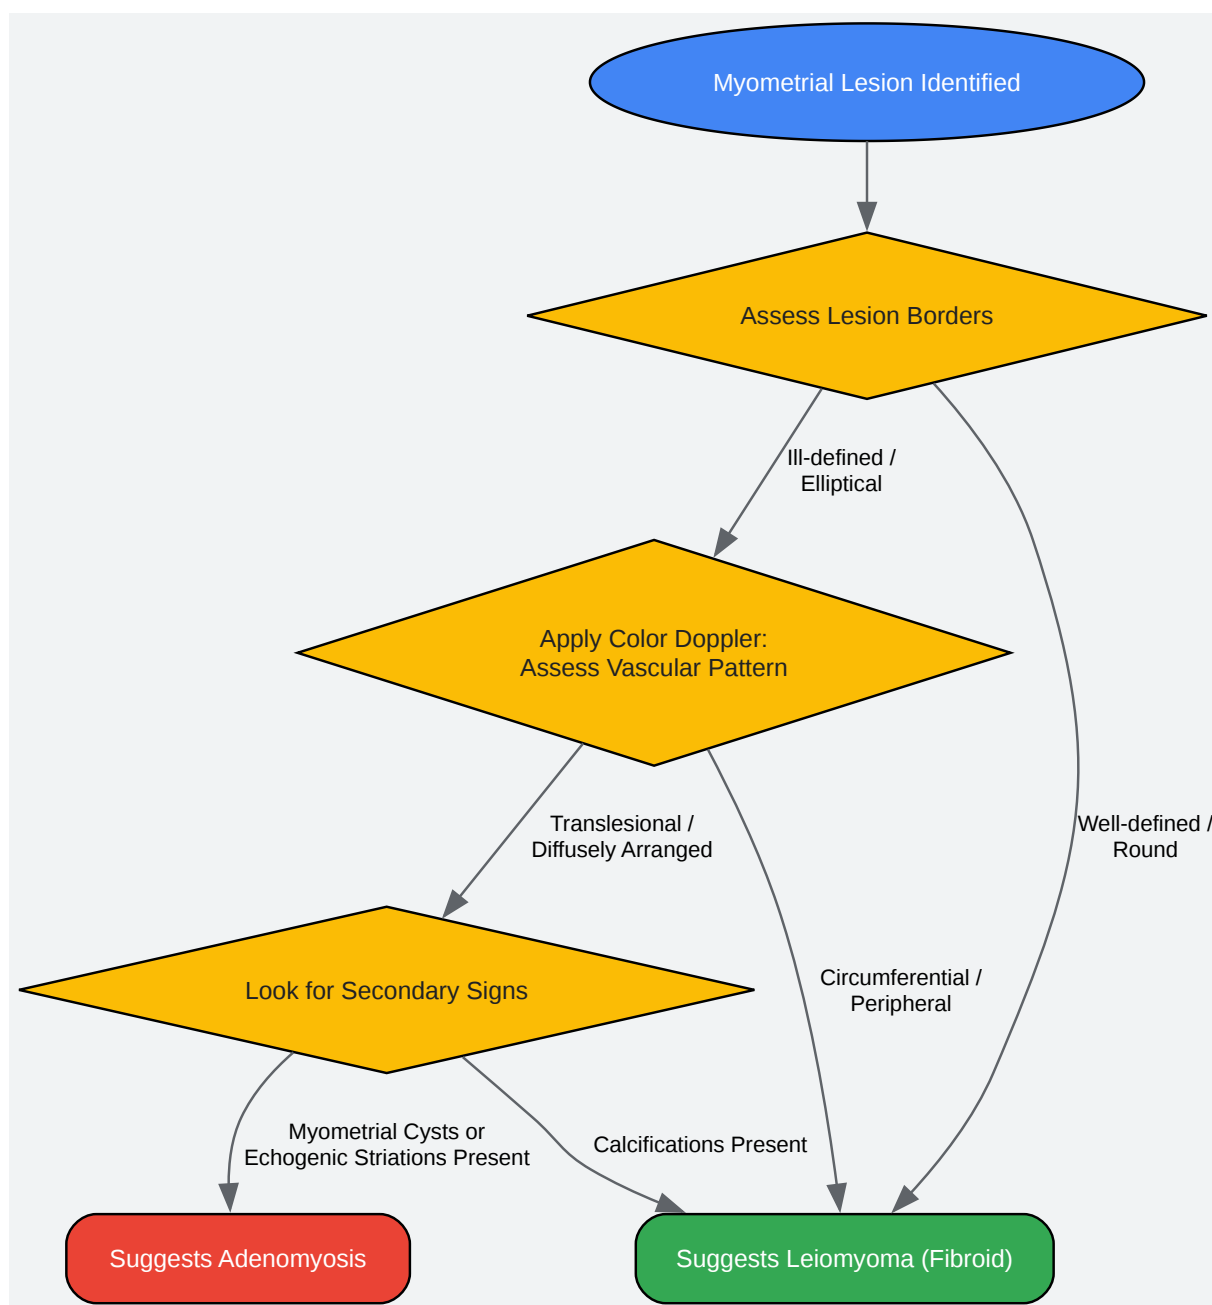 Myometrial Lesion Identified
Assess Lesion Borders
Ill-defined /
Elliptical
Apply Color Doppler:
Assess Vascular Pattern
Translesional /
Diffusely Arranged
Well-defined /
Round
Look for Secondary Signs
Circumferential /
Peripheral
Myometrial Cysts or
Echogenic Striations Present
Calcifications Present
Suggests Adenomyosis
Suggests Leiomyoma (Fibroid)